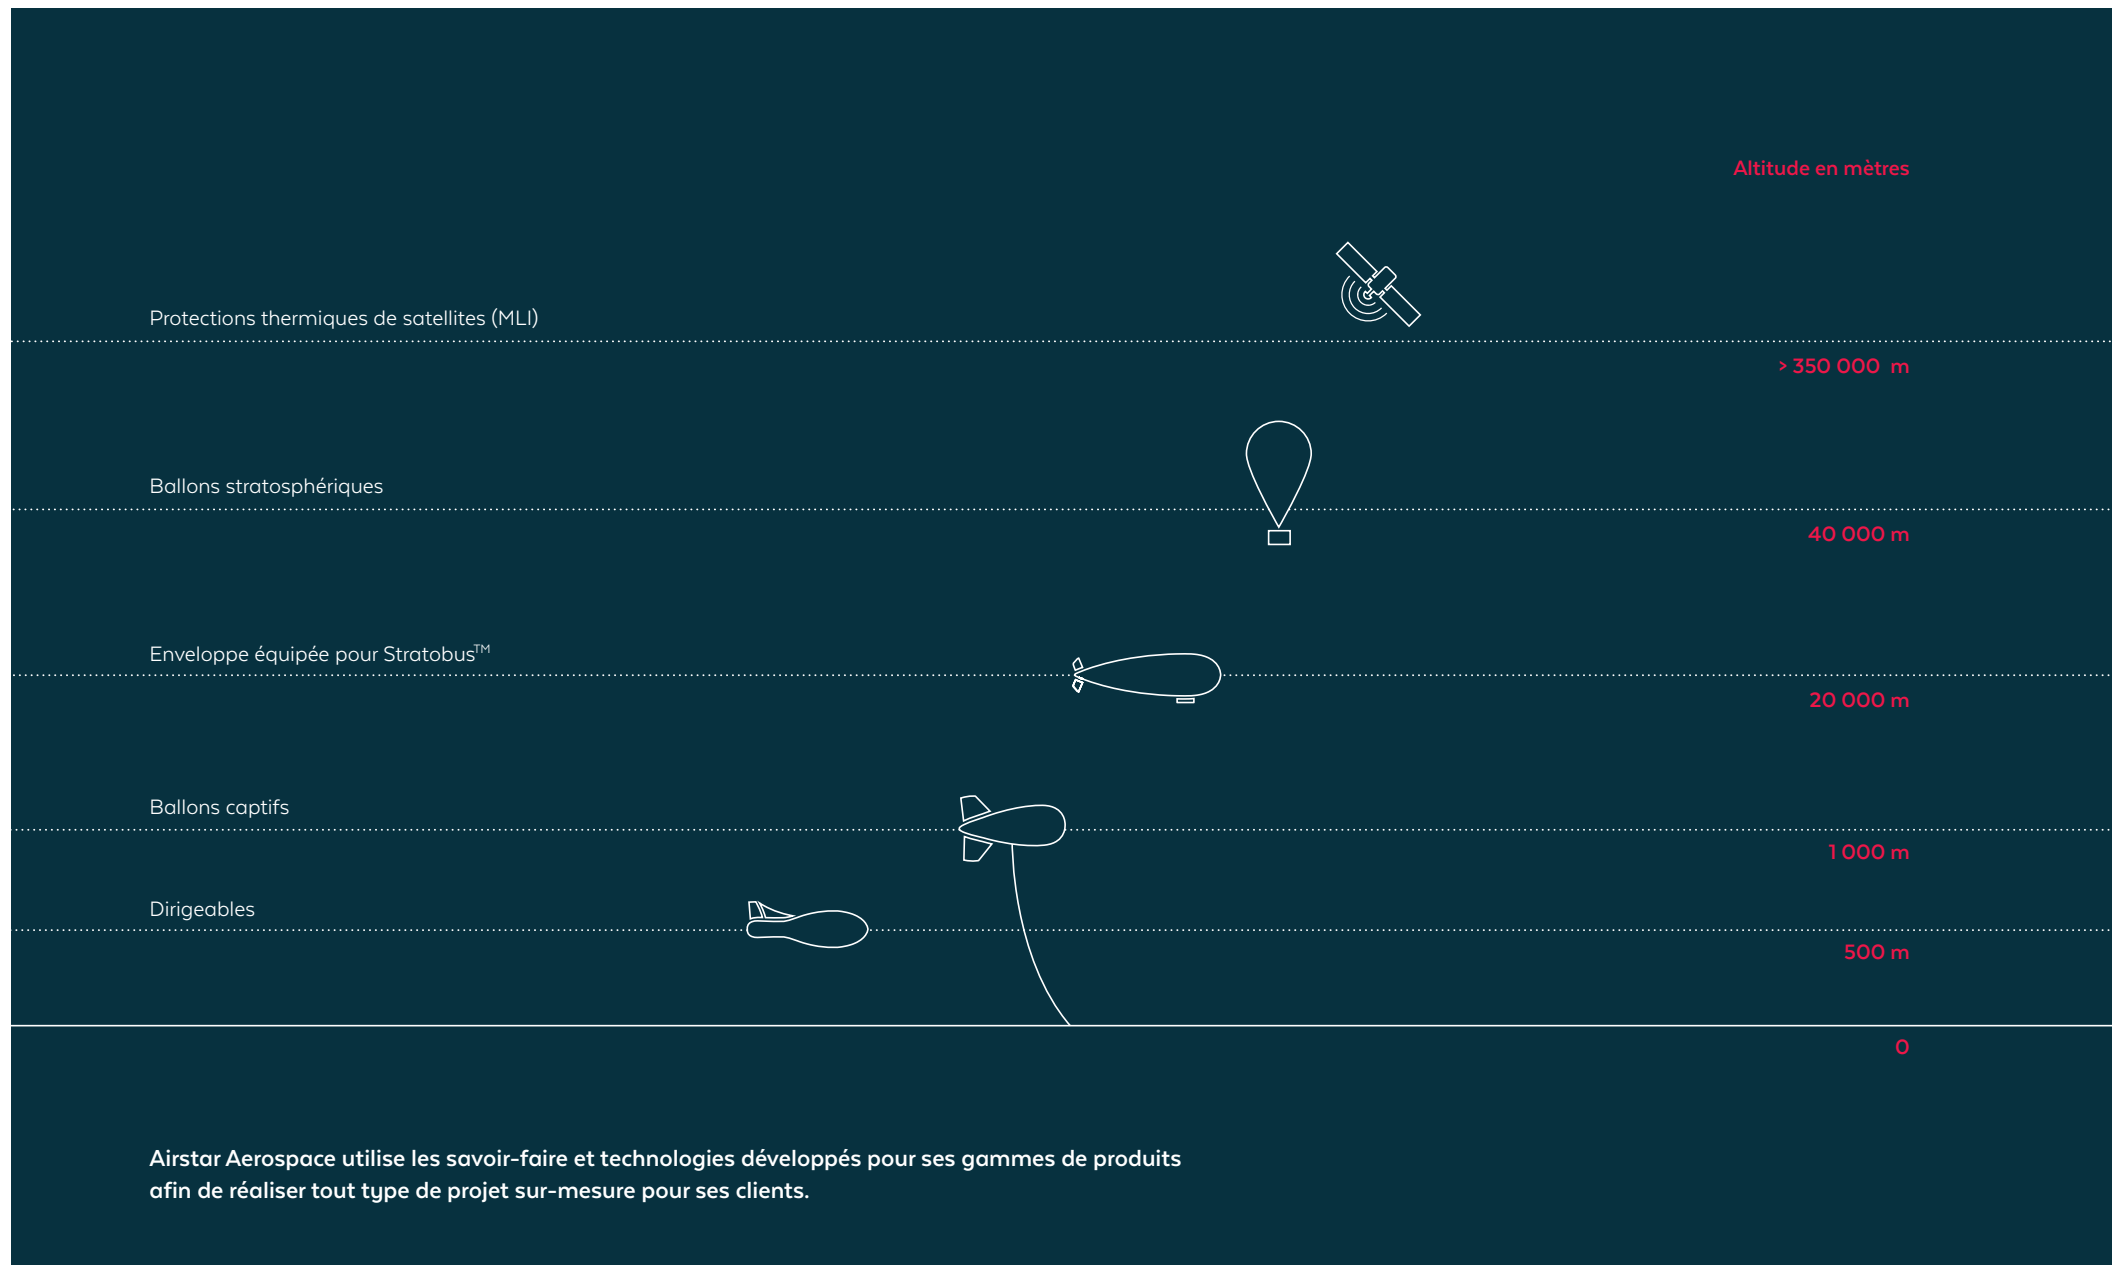 Altitude en mètres
Protections thermiques de satellites (MLI)
> 350 000 m
Ballons stratosphériques
40 000 m
Enveloppe équipée pour Stratobus™
20 000 m
Ballons captifs
1 000 m
Dirigeables
500 m
0
Airstar Aerospace utilise les savoir-faire et technologies développés pour ses gammes de produits
afin de réaliser tout type de projet sur-mesure pour ses clients.